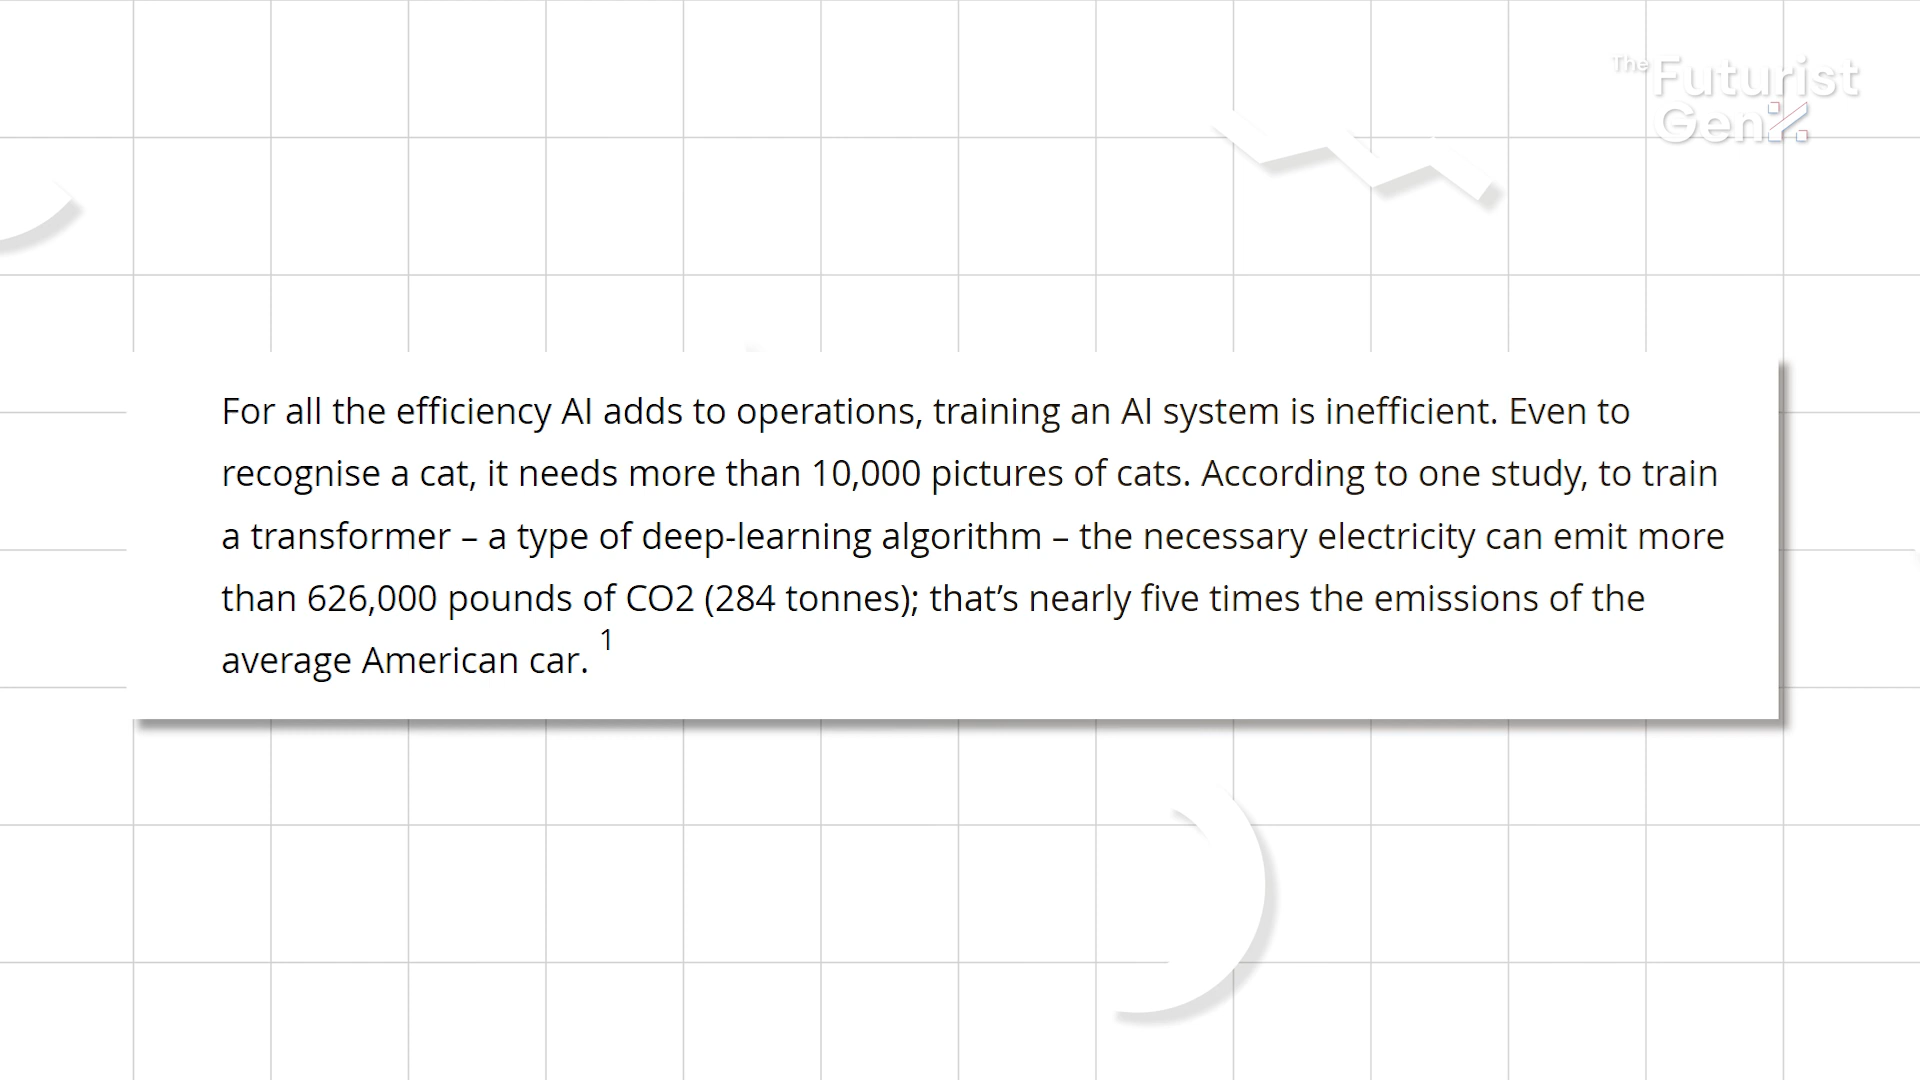 The Futurist
GenZ
For all the efficiency AI adds to operations, training an AI system is inefficient. Even to
recognise a cat, it needs more than 10,000 pictures of cats. According to one study, to train
a transformer – a type of deep-learning algorithm – the necessary electricity can emit more
than 626,000 pounds of CO2 (284 tonnes); that’s nearly five times the emissions of the
average American car. 1